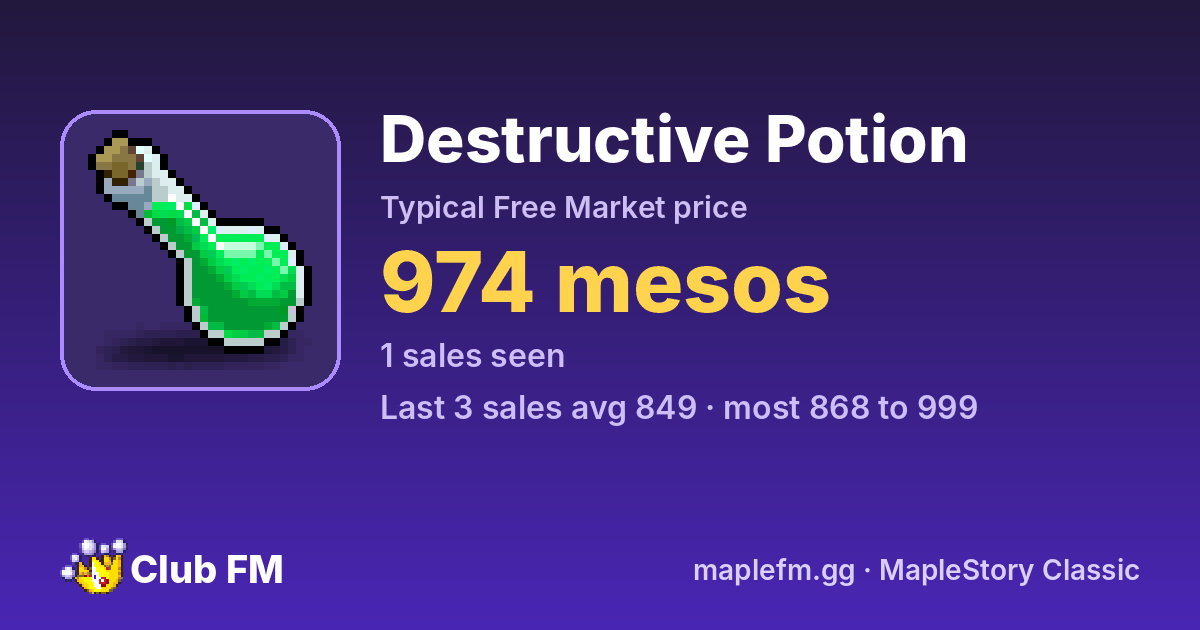 Destructive Potion
Typical Free Market price
974 mesos
1 sales seen
Last 3 sales avg 849 · most 868 to 999
Club FM
maplefm.gg · MapleStory Classic